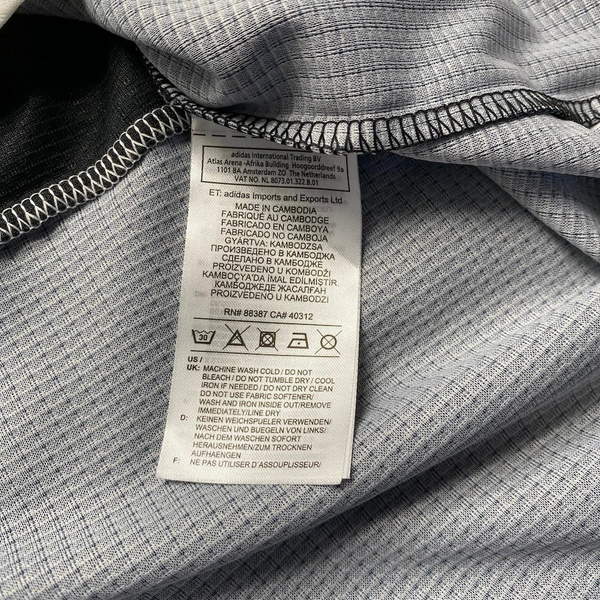 adidas International Trading BV
Atlas Arena -Afrika Building Hoogoorddreef 9a
1101 BA Amsterdam ZO The Netherlands
VAT NO. NL 8073.01.322.B.01
ET: adidas Imports and Exports Ltd
MADE IN CAMBODIA
FABRIQUÉ AU CAMBODGE
FABRICADO EN CAMBOYA
FABRICADO NO CAMBOJA
GYÁRTVA: KAMBODZSA
ПРОИЗВЕДЕНО В КАМБОДЖА
СДЕЛАНО В КАМБОДЖЕ
PROIZVEDENO U KOMBODŽI
KAMBOÇYA'DA İMAL EDİLMİŞTİR.
КАМБОДЖЕДЕ ЖАСАЛҒАН
PROIZVEDENO U KAMBODZI
RN# 88387 CA# 40312
30
US /
UK: MACHINE WASH COLD/ DO NOT
BLEACH / DO NOT TUMBLE DRY / COOL
IRON IF NEEDED / DO NOT DRY CLEAN
DO NOT USE FABRIC SOFTENER/
WASH AND IRON INSIDE OUT/REMOVE
IMMEDIATELY/LINE DRY
D: KEINEN WEICHSPUELER VERWENDEN/
WASCHEN UND BUEGELN VON LINKS/
NACH DEM WASCHEN SOFORT
HERAUSNEHMEN/ZUM TROCKNEN
AUFHAENGEN
F: NE PAS UTILISER D'ASSOUPLISSEUR/